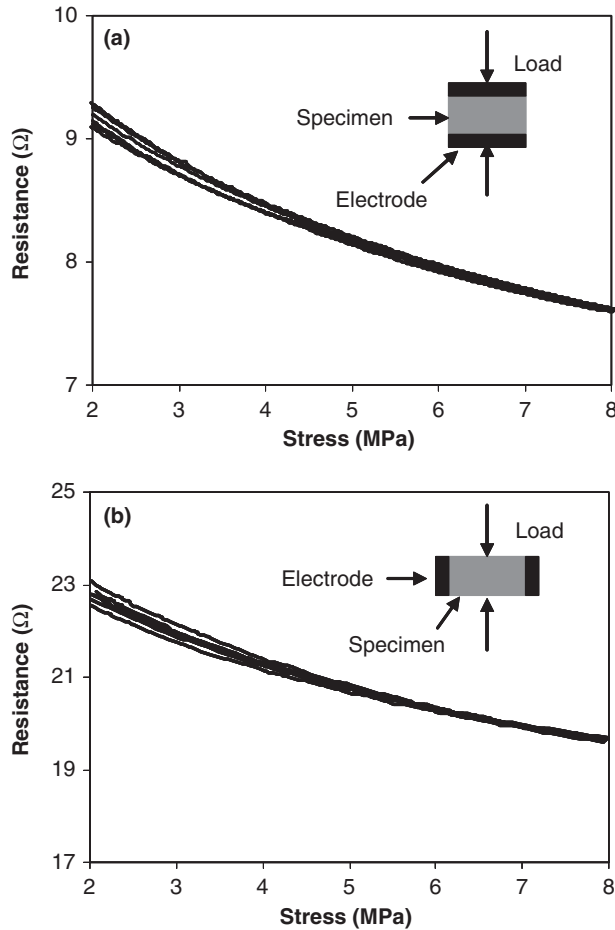 10
(a)
Load
Specimen
9
Electrode
Resistance (Ω)
8
7
2 3 4 5 6 7 8
Stress (MPa)
25
(b)
Load
Electrode
23
Specimen
Resistance (Ω)
21
19
17
2 3 4 5 6 7 8
Stress (MPa)